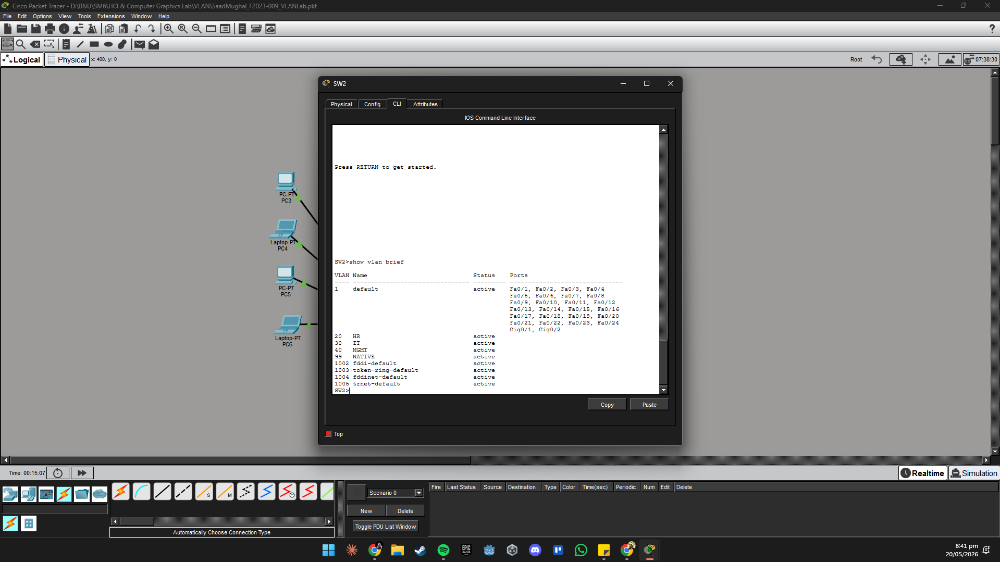 Cisco Packet Tracer - D:\BNU\SM6\HCI & Computer Graphics Lab\VLAN\SaadMughal_F2023-009_VLANLab.pkt
File Edit Options View Tools Extensions Window Help
Logical Physical x: 400, y: 0 Root 07:38:30
SW2
Physical Config CLI Attributes
IOS Command Line Interface
Press RETURN to get started.
SW2>show vlan brief
VLAN Name Status Ports
---- -------------------------------- --------- -------------------------------
1 default active Fa0/1, Fa0/2, Fa0/3, Fa0/4
Fa0/5, Fa0/6, Fa0/7, Fa0/8
Fa0/9, Fa0/10, Fa0/11, Fa0/12
Fa0/13, Fa0/14, Fa0/15, Fa0/16
Fa0/17, Fa0/18, Fa0/19, Fa0/20
Fa0/21, Fa0/22, Fa0/23, Fa0/24
Gig0/1, Gig0/2
20 HR active
30 IT active
40 MGMT active
99 NATIVE active
1002 fddi-default active
1003 token-ring-default active
1004 fddinet-default active
1005 trnet-default active
SW2>
Copy Paste
Top
PC-PT
PC3
Laptop-PT
PC4
PC-PT
PC5
Laptop-PT
PC6
Time: 00:15:07 Realtime Simulation
Scenario 0
New Delete
Toggle PDU List Window
Fire Last Status Source Destination Type Color Time(sec) Periodic Num Edit Delete
S M
Automatically Choose Connection Type
EPIC
GAMES
8:41 pm
20/05/2026